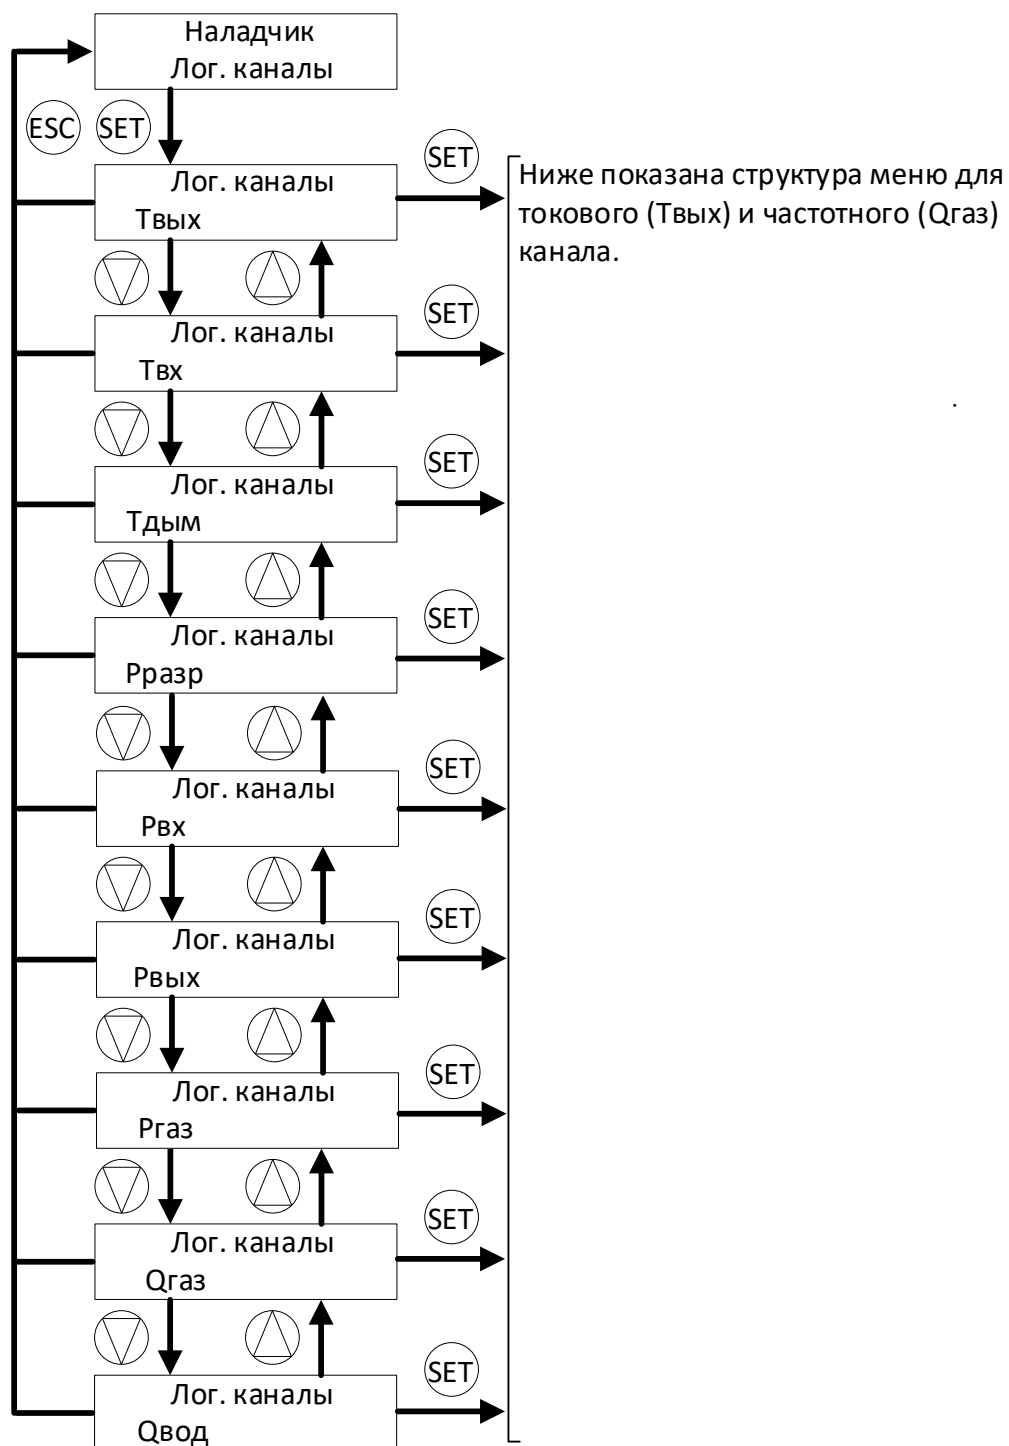 Наладчик
Лог. каналы
ESC
SET
SET
Лог. каналы
Твых
Ниже показана структура меню для
токового (Твых) и частотного (Qгаз)
канала.
SET
Лог. каналы
Твх
SET
Лог. каналы
Тдым
SET
Лог. каналы
Рразр
SET
Лог. каналы
Рвх
SET
Лог. каналы
Рвых
SET
Лог. каналы
Ргаз
SET
Лог. каналы
Qгаз
SET
Лог. каналы
Qвод